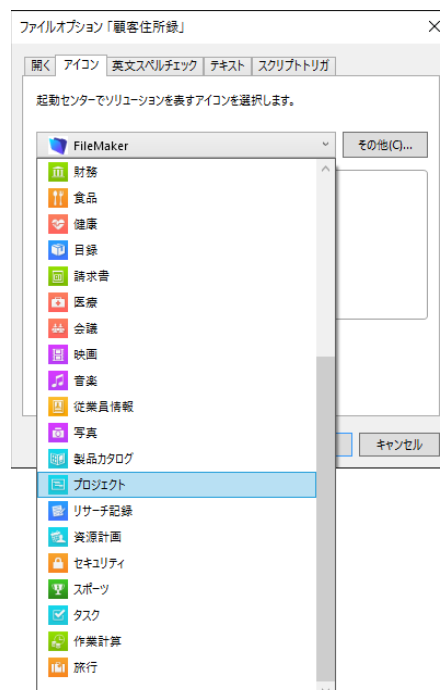 ファイルオプション「顧客住所録」
開く アイコン 英文スペルチェック テキスト スクリプトトリガ
起動センターでソリューションを表すアイコンを選択します。
FileMaker その他(C)...
財務
食品
健康
目録
請求書
医療
会議
映画
音楽
従業員情報
写真
キャンセル
製品カタログ
プロジェクト
リサーチ記録
資源計画
セキュリティ
スポーツ
タスク
作業計算
旅行